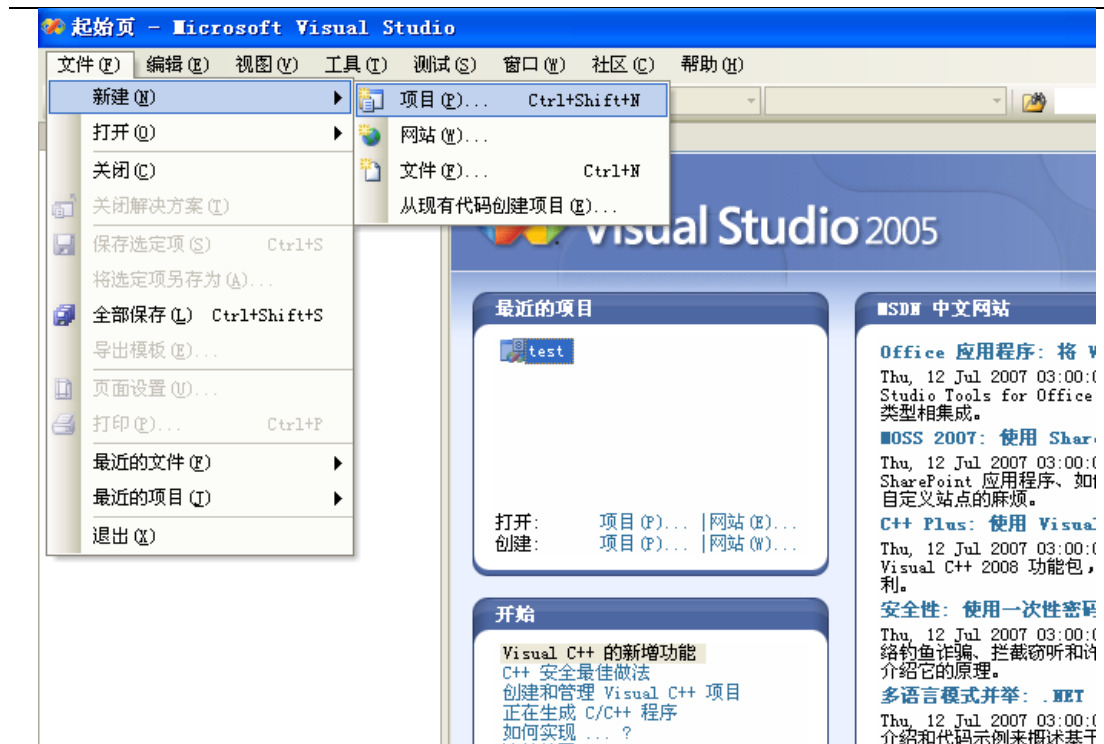 起始页 - Microsoft Visual Studio
文件(F) 编辑(E) 视图(V) 工具(T) 测试(S) 窗口(W) 社区(C) 帮助(H)
新建(N)
打开(O)
关闭(C)
关闭解决方案(T)
保存选定项(S) Ctrl+S
将选定项另存为(A)...
全部保存(L) Ctrl+Shift+S
导出模板(E)...
页面设置(U)...
打印(P)... Ctrl+P
最近的文件(F)
最近的项目(J)
退出(X)
项目(P)... Ctrl+Shift+N
网站(W)...
文件(F)... Ctrl+N
从现有代码创建项目(E)...
Visual Studio 2005
最近的项目
test
打开: 项目(P)... |网站(E)...
创建: 项目(P)... |网站(W)...
开始
Visual C++ 的新增功能
C++ 安全最佳做法
创建和管理 Visual C++ 项目
正在生成 C/C++ 程序
如何实现 ... ?
MSDN 中文网站
Office 应用程序: 将
Thu, 12 Jul 2007 03:00:
Studio Tools for Office
类型相集成。
MOSS 2007: 使用
Thu, 12 Jul 2007 03:00:
SharePoint 应用程序、如
自定义站点的麻烦。
C++ Plus: 使用 Visual
Thu, 12 Jul 2007 03:00:
Visual C++ 2008 功能包，
利。
安全性: 使用一次性密码
Thu, 12 Jul 2007 03:00:
络钓鱼诈骗、拦截窃听和许
介绍它的原理。
多语言模式并举: .NET
Thu, 12 Jul 2007 03:00:
介绍和代码示例来概述基于